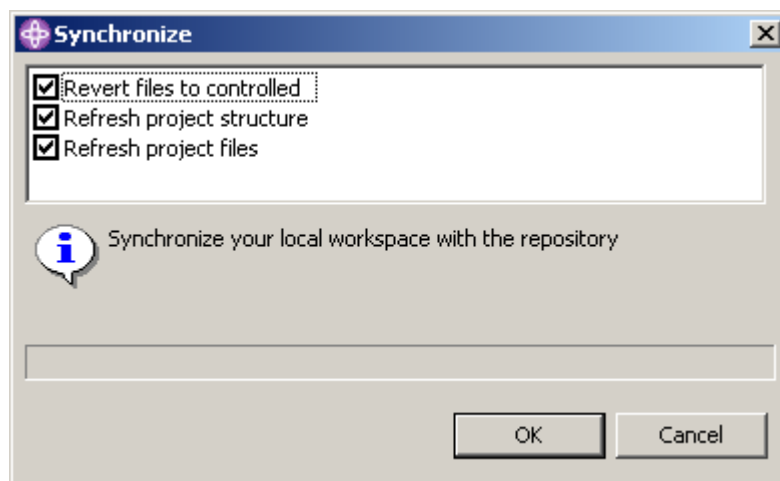 Synchronize
Revert files to controlled
Refresh project structure
Refresh project files
Synchronize your local workspace with the repository
OK
Cancel